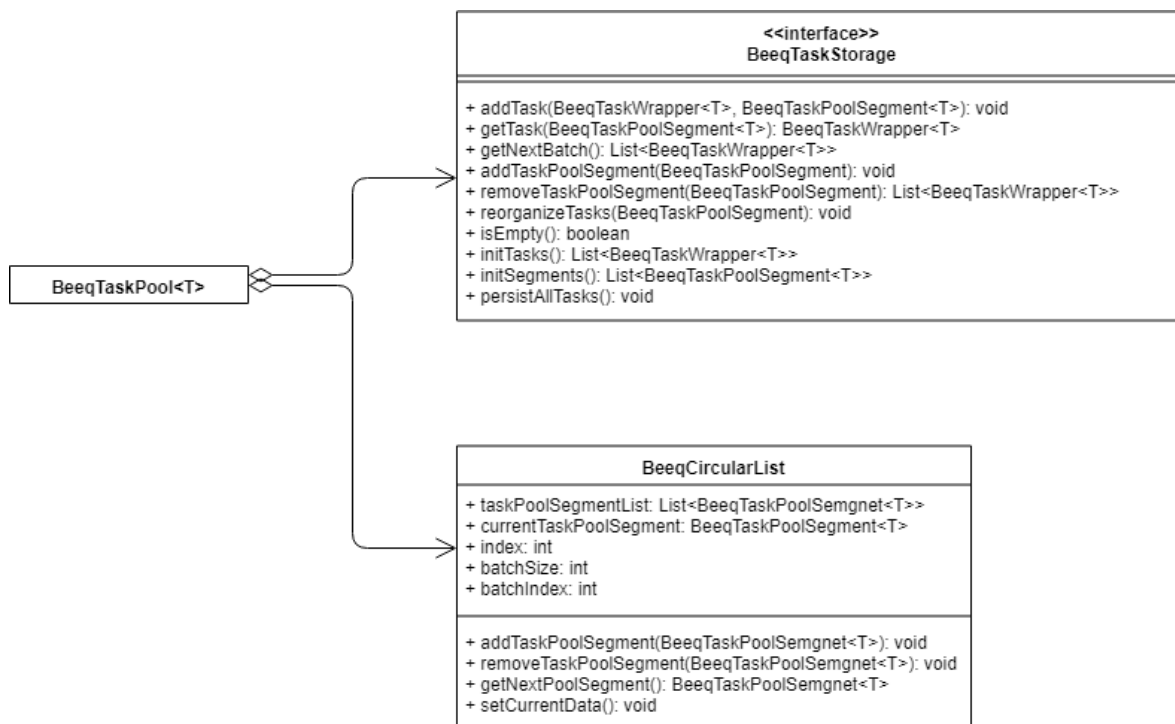 <<interface>>
BeeqTaskStorage
+ addTask(BeeqTaskWrapper<T>, BeeqTaskPoolSegment<T>): void
+ getTask(BeeqTaskPoolSegment<T>): BeeqTaskWrapper<T>
+ getNextBatch(): List<BeeqTaskWrapper<T>>
+ addTaskPoolSegment(BeeqTaskPoolSegment): void
+ removeTaskPoolSegment(BeeqTaskPoolSegment): List<BeeqTaskWrapper<T>>
+ reorganizeTasks(BeeqTaskPoolSegment): void
+ isEmpty(): boolean
+ initTasks(): List<BeeqTaskWrapper<T>>
+ initSegments(): List<BeeqTaskPoolSegment<T>>
+ persistAllTasks(): void
BeeqTaskPool<T>
BeeqCircularList
+ taskPoolSegmentList: List<BeeqTaskPoolSemgnet<T>>
+ currentTaskPoolSegment: BeeqTaskPoolSegment<T>
+ index: int
+ batchSize: int
+ batchIndex: int
+ addTaskPoolSegment(BeeqTaskPoolSemgnet<T>): void
+ removeTaskPoolSegment(BeeqTaskPoolSemgnet<T>): void
+ getNextPoolSegment(): BeeqTaskPoolSemgnet<T>
+ setCurrentData(): void